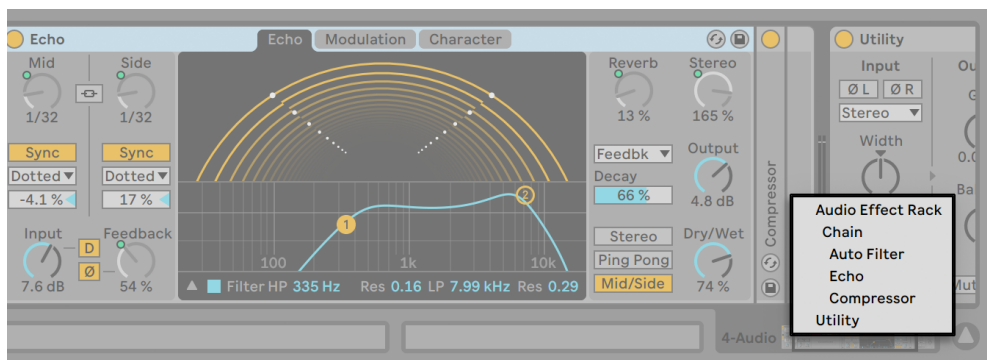 Echo
Echo
Modulation
Character
Mid
Side
1/32
1/32
Sync
Sync
Dotted
Dotted
-4.1 %
17 %
Input
Feedback
D
Ø
7.6 dB
54 %
100
1k
10k
1
2
Filter HP 335 Hz Res 0.16 LP 7.99 kHz Res 0.29
Reverb
Stereo
13 %
165 %
Feedbk
Output
Decay
66 %
4.8 dB
Stereo
Dry/Wet
Ping Pong
Mid/Side
74 %
Compressor
Utility
Input
Ø L
Ø R
Stereo
Width
Audio Effect Rack
Chain
Auto Filter
Echo
Compressor
Utility
4-Audio